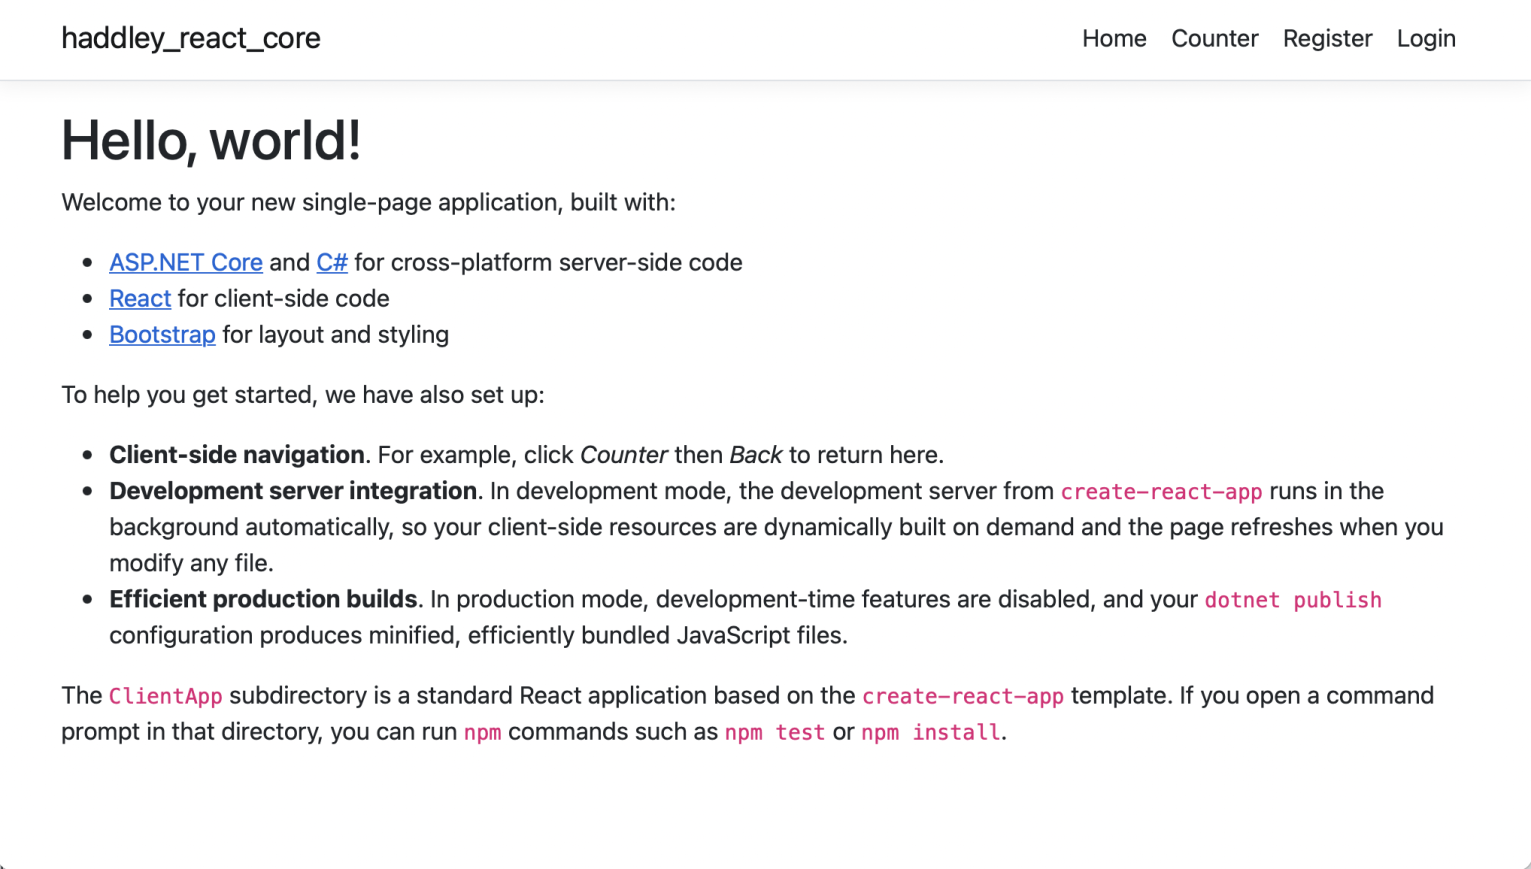 haddley_react_core
Home Counter Register Login
Hello, world!
Welcome to your new single-page application, built with:
• ASP.NET Core and C# for cross-platform server-side code
• React for client-side code
• Bootstrap for layout and styling
To help you get started, we have also set up:
• Client-side navigation. For example, click Counter then Back to return here.
• Development server integration. In development mode, the development server from create-react-app runs in the
background automatically, so your client-side resources are dynamically built on demand and the page refreshes when you
modify any file.
• Efficient production builds. In production mode, development-time features are disabled, and your dotnet publish
configuration produces minified, efficiently bundled JavaScript files.
The ClientApp subdirectory is a standard React application based on the create-react-app template. If you open a command
prompt in that directory, you can run npm commands such as npm test or npm install.